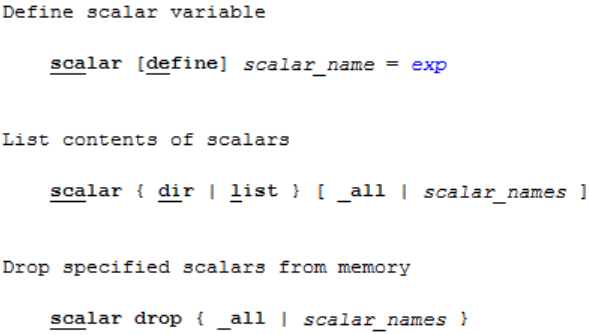 Define scalar variable
scalar [define] scalar_name = exp
List contents of scalars
scalar { dir | list } [ _all | scalar_names ]
Drop specified scalars from memory
scalar drop { _all | scalar_names }